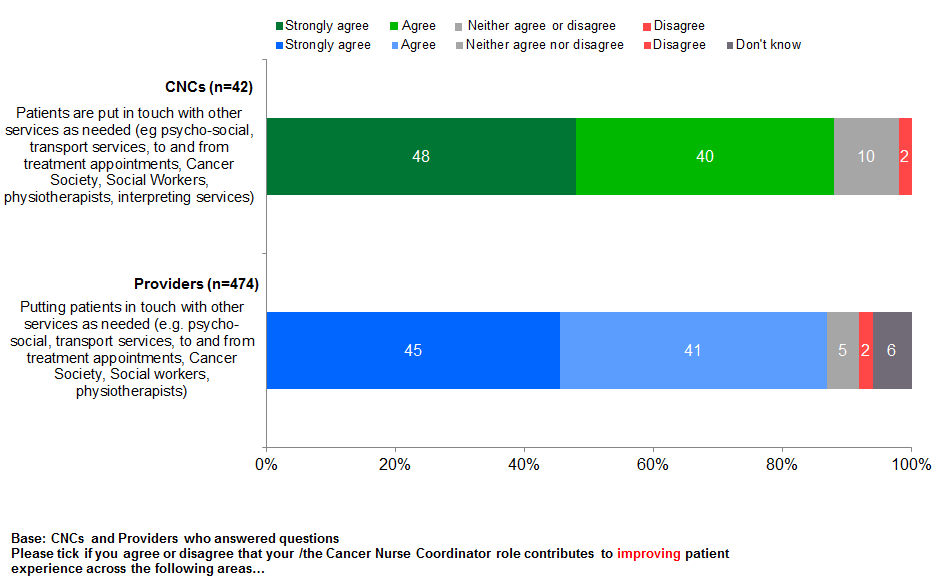 Strongly agree Agree Neither agree or disagree Disagree
Strongly agree Agree Neither agree nor disagree Disagree Don't know
CNCs (n=42)
Patients are put in touch with other
services as needed (eg psycho-social,
transport services, to and from
treatment appointments, Cancer
Society, Social Workers,
physiotherapists, interpreting services)
48 40 10 2
Providers (n=474)
Putting patients in touch with other
services as needed (e.g. psycho-
social, transport services, to and from
treatment appointments, Cancer
Society, Social workers,
physiotherapists)
45 41 5 2 6
0% 20% 40% 60% 80% 100%
Base: CNCs and Providers who answered questions
Please tick if you agree or disagree that your /the Cancer Nurse Coordinator role contributes to improving patient
experience across the following areas…